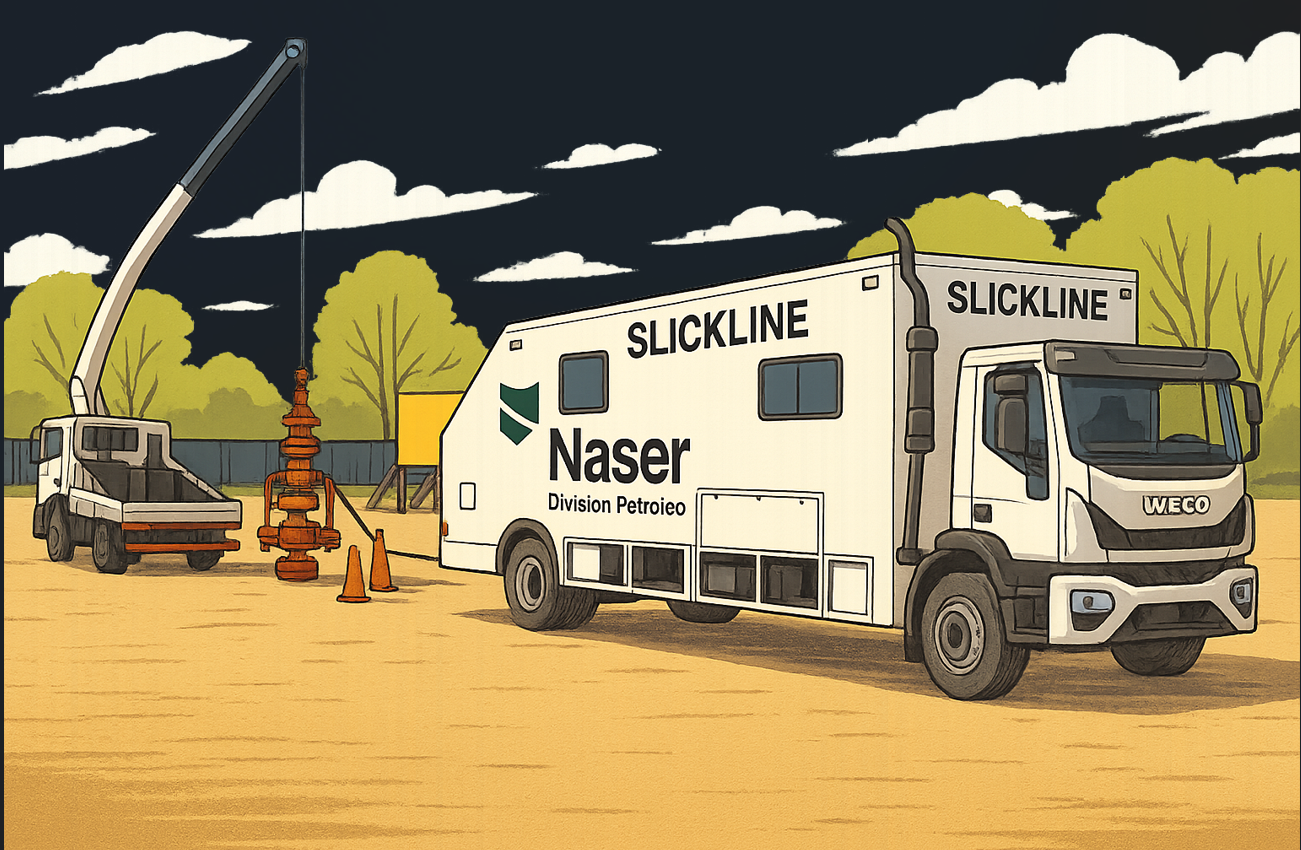 SLICKLINE
SLICKLINE
Naser
Division Petroieo
WECO